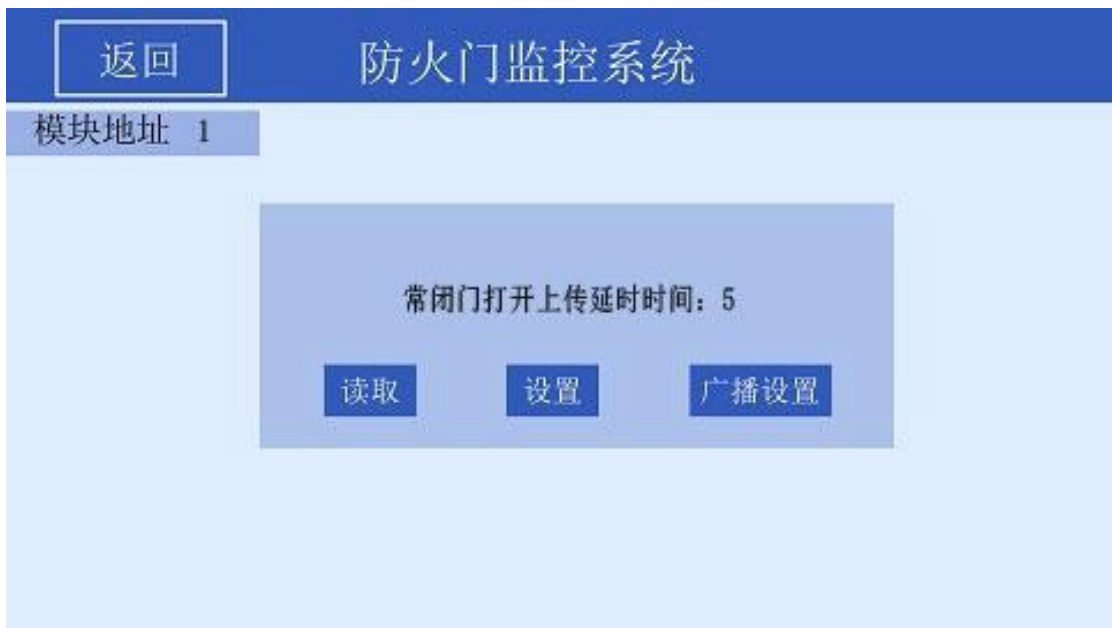 返回
防火门监控系统
模块地址 1
常闭门打开上传延时时间：5
读取
设置
广播设置